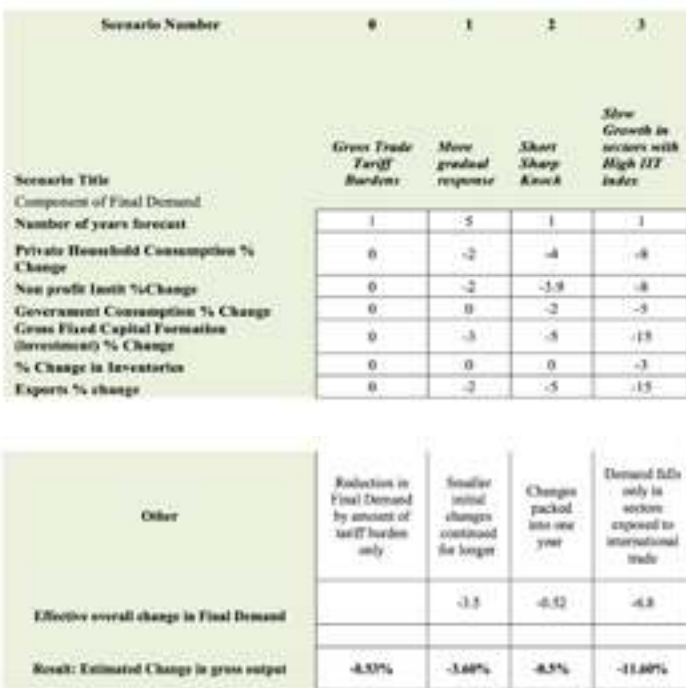 Scenario Number 0 1 2 3
Scenario Title Gross Trade Tariff Burdens More gradual response Short Sharp Knock Slow Growth in sectors with High IIT index
Component of Final Demand
Number of years forecast 1 5 1 1
Private Household Consumption % Change 0 -2 -4 -8
Non profit Instit %Change 0 -2 -3.9 -8
Government Consumption % Change 0 0 -2 -5
Gross Fixed Capital Formation (investment) % Change 0 -3 -5 -15
% Change in Inventories 0 0 0 -3
Exports % change 0 -2 -5 -15
Other Reduction in Final Demand by amount of tariff burden only Smaller initial changes continued for longer Changes packed into one year Demand falls only in sectors exposed to international trade
Effective overall change in Final Demand -3.5 -0.52 -6.8
Result: Estimated Change in gross output -3.60% -11.60%